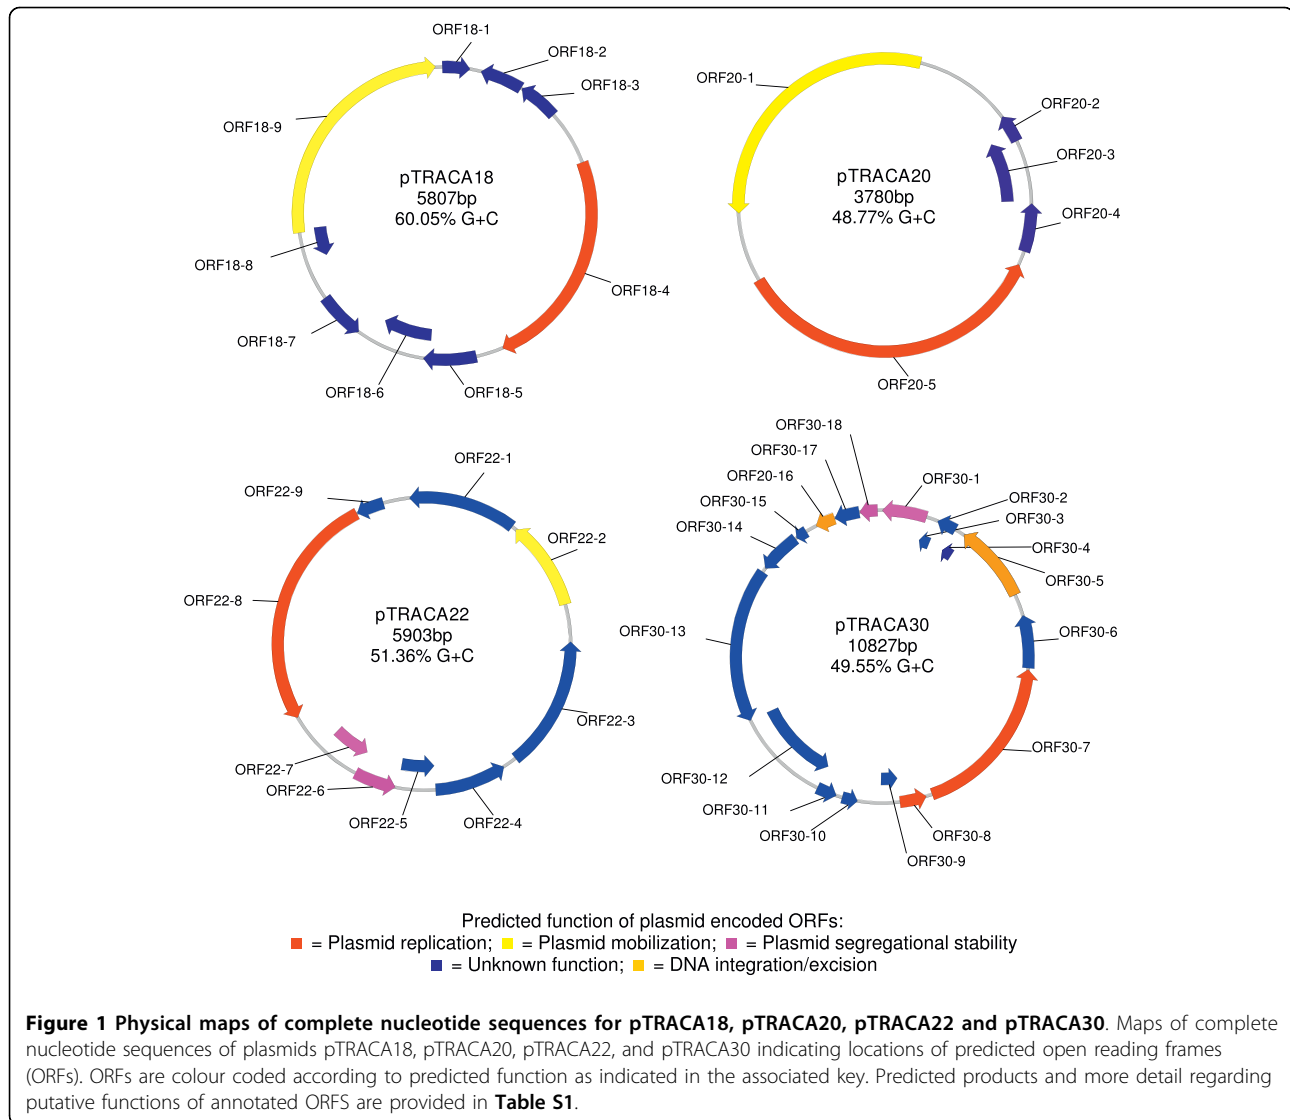 ORF18-1
ORF18-2
ORF18-3
ORF18-9
pTRACA18
5807bp
60.05% G+C
ORF18-8
ORF18-4
ORF18-7
ORF18-6
ORF18-5
ORF20-1
ORF20-2
ORF20-3
pTRACA20
3780bp
48.77% G+C
ORF20-4
ORF20-5
ORF22-1
ORF22-9
ORF22-2
ORF22-8
pTRACA22
5903bp
51.36% G+C
ORF22-3
ORF22-7
ORF22-6
ORF22-5
ORF22-4
ORF30-18
ORF30-17
ORF20-16
ORF30-1
ORF30-15
ORF30-2
ORF30-14
ORF30-3
ORF30-4
ORF30-5
ORF30-13
pTRACA30
10827bp
49.55% G+C
ORF30-6
ORF30-7
ORF30-12
ORF30-11
ORF30-10
ORF30-8
ORF30-9
Predicted function of plasmid encoded ORFs:
= Plasmid replication; = Plasmid mobilization; = Plasmid segregational stability
= Unknown function; = DNA integration/excision
Figure 1 Physical maps of complete nucleotide sequences for pTRACA18, pTRACA20, pTRACA22 and pTRACA30. Maps of complete
nucleotide sequences of plasmids pTRACA18, pTRACA20, pTRACA22, and pTRACA30 indicating locations of predicted open reading frames
(ORFs). ORFs are colour coded according to predicted function as indicated in the associated key. Predicted products and more detail regarding
putative functions of annotated ORFS are provided in Table S1.